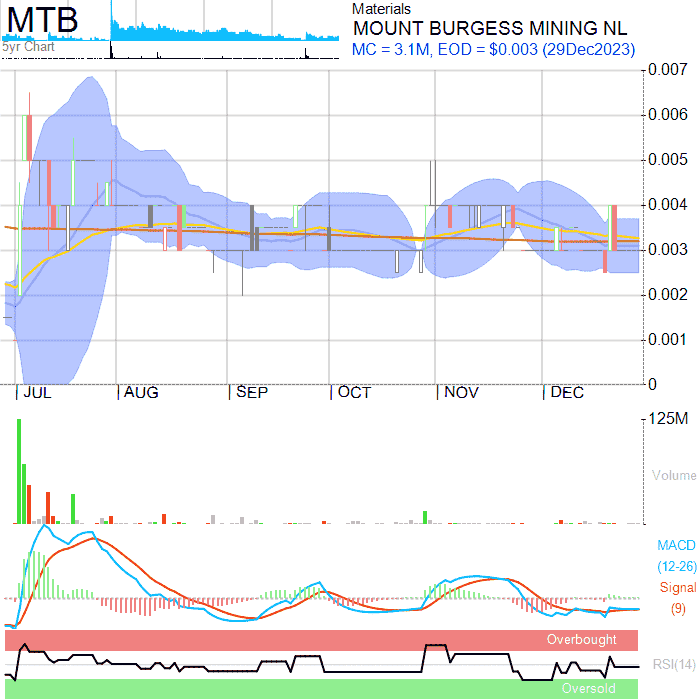 MTB
5yr Chart
Materials
MOUNT BURGESS MINING NL
MC = 3.1M, EOD = $0.003 (29Dec2023)
0.007
0.006
0.005
0.004
0.003
0.002
0.001
0
JUL AUG SEP OCT NOV DEC
125M
Volume
MACD
(12-26)
Signal
(9)
Overbought
RSI(14)
Oversold